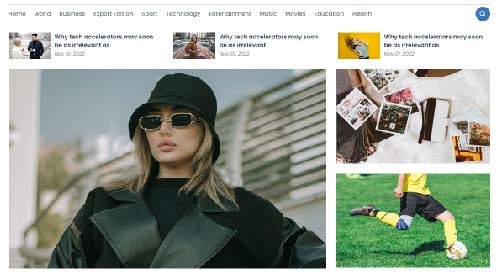 Home World Business Esport Edition Sport Technology Entertainment Music Movies Education Health
Why tech accelerators may soon
be as irrelevant as
Nov 01, 2022
Why tech accelerators may soon
be as irrelevant
Nov 01, 2022
Why tech accelerators may soon
be as irrelevant as
Nov 01, 2022